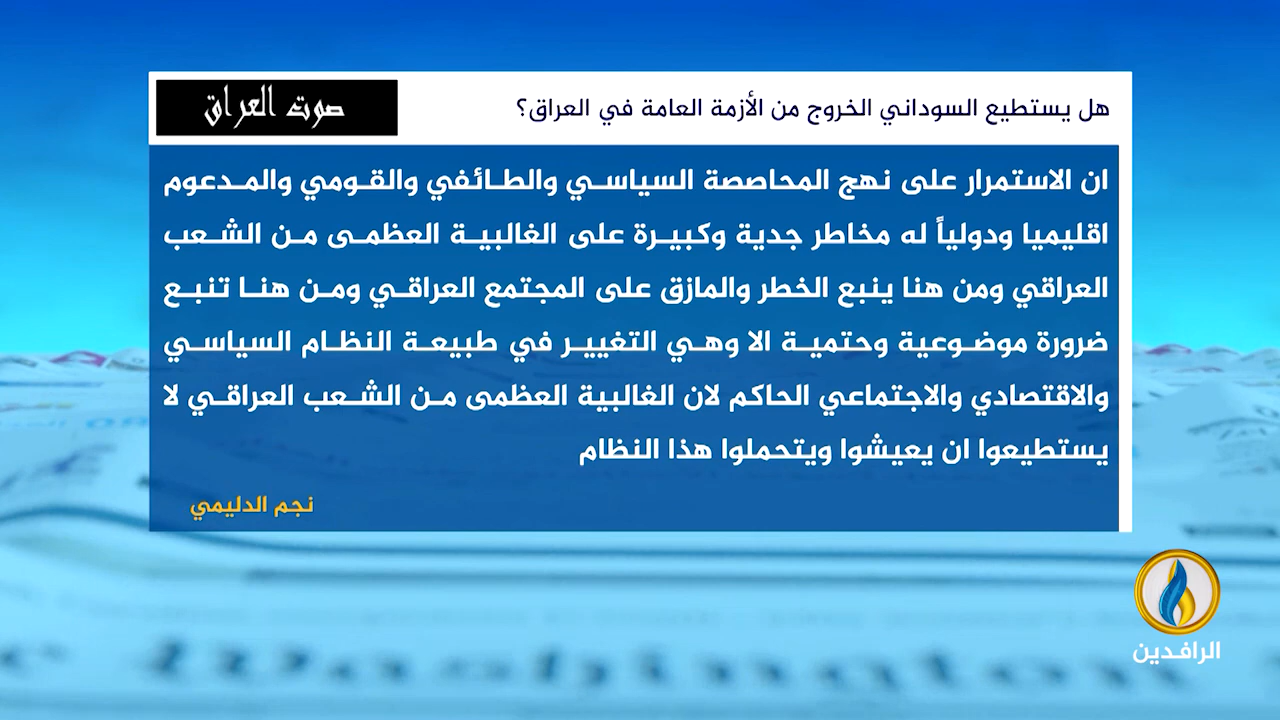 هل يستطيع السوداني الخروج من الأزمة العامة في العراق؟
صوت العراق
ان الاستمرار على نهج المحاصصة السياسي والطائفي والقومي والمدعوم
اقليميا ودولياً له مخاطر جدية وكبيرة على الغالبية العظمى من الشعب
العراقي ومن هنا ينبع الخطر والمازق على المجتمع العراقي ومن هنا تنبع
ضرورة موضوعية وحتمية الا وهي التغيير في طبيعة النظام السياسي
والاقتصادي والاجتماعي الحاكم لان الغالبية العظمى من الشعب العراقي لا
يستطيعوا ان يعيشوا ويتحملوا هذا النظام
نجم الدليمي
الرافدين